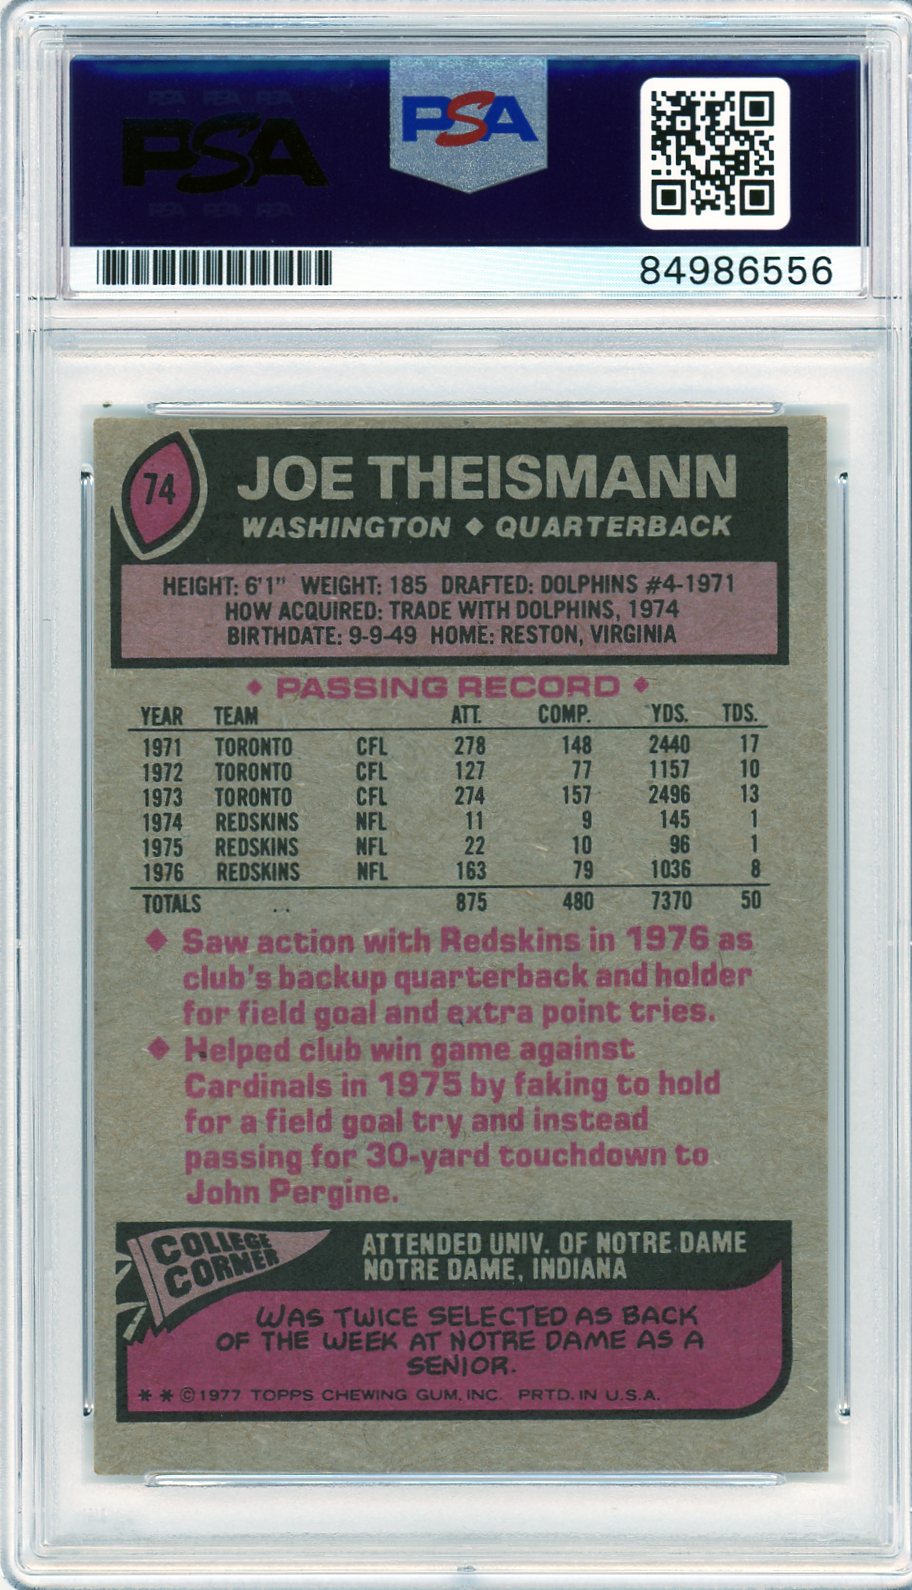 PSA PSA PSA
PSA
PSA PSA PSA
PSA
84986556
74
JOE THEISMANN
WASHINGTON ◆ QUARTERBACK
HEIGHT: 6'1" WEIGHT: 185 DRAFTED: DOLPHINS #4-1971
HOW ACQUIRED: TRADE WITH DOLPHINS, 1974
BIRTHDATE: 9-9-49 HOME: RESTON, VIRGINIA
◆ PASSING RECORD ◆
YEAR TEAM ATT. COMP. YDS. TDS.
1971 TORONTO CFL 278 148 2440 17
1972 TORONTO CFL 127 77 1157 10
1973 TORONTO CFL 274 157 2496 13
1974 REDSKINS NFL 11 9 145 1
1975 REDSKINS NFL 22 10 96 1
1976 REDSKINS NFL 163 79 1036 8
TOTALS .. 875 480 7370 50
◆ Saw action with Redskins in 1976 as
club's backup quarterback and holder
for field goal and extra point tries.
◆ Helped club win game against
Cardinals in 1975 by faking to hold
for a field goal try and instead
passing for 30-yard touchdown to
John Pergine.
COLLEGE
CORNER
ATTENDED UNIV. OF NOTRE DAME
NOTRE DAME, INDIANA
WAS TWICE SELECTED AS BACK
OF THE WEEK AT NOTRE DAME AS A
SENIOR.
* * © 1977 TOPPS CHEWING GUM, INC. PRTD. IN U.S.A.